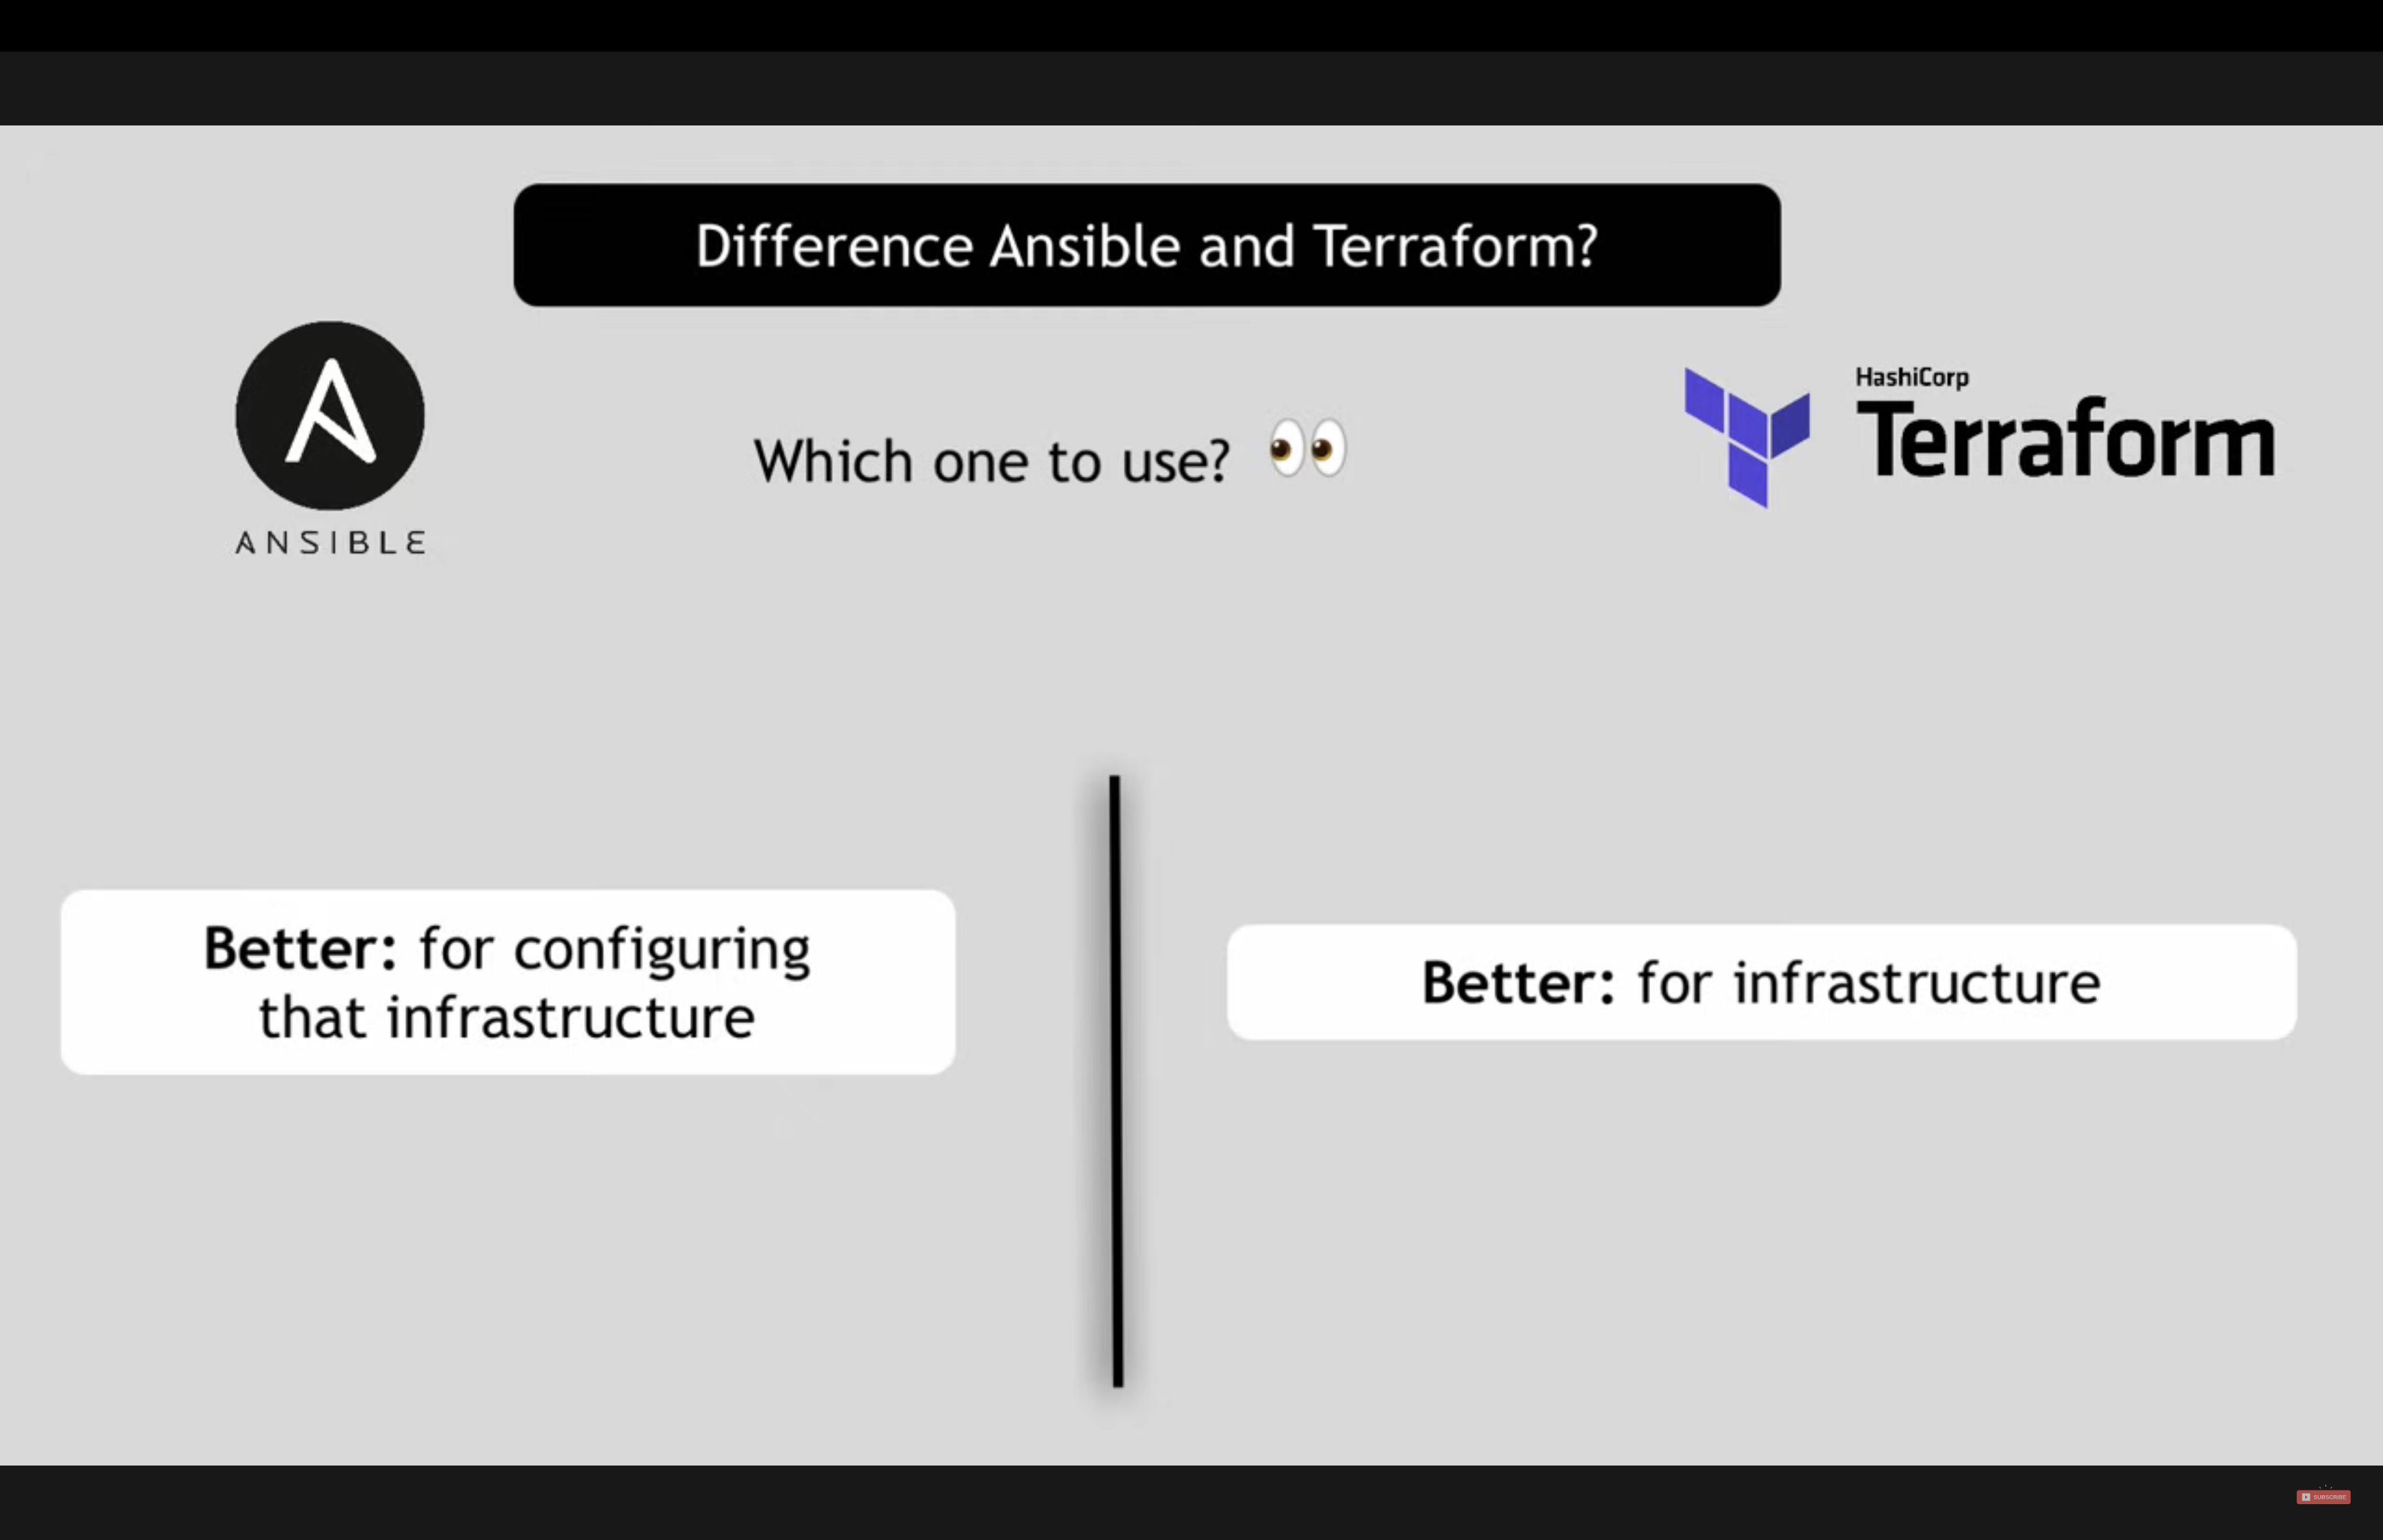 Difference Ansible and Terraform?
ANSIBLE
Which one to use? 👀
HashiCorp
Terraform
Better: for configuring
that infrastructure
Better: for infrastructure
SUBSCRIBE